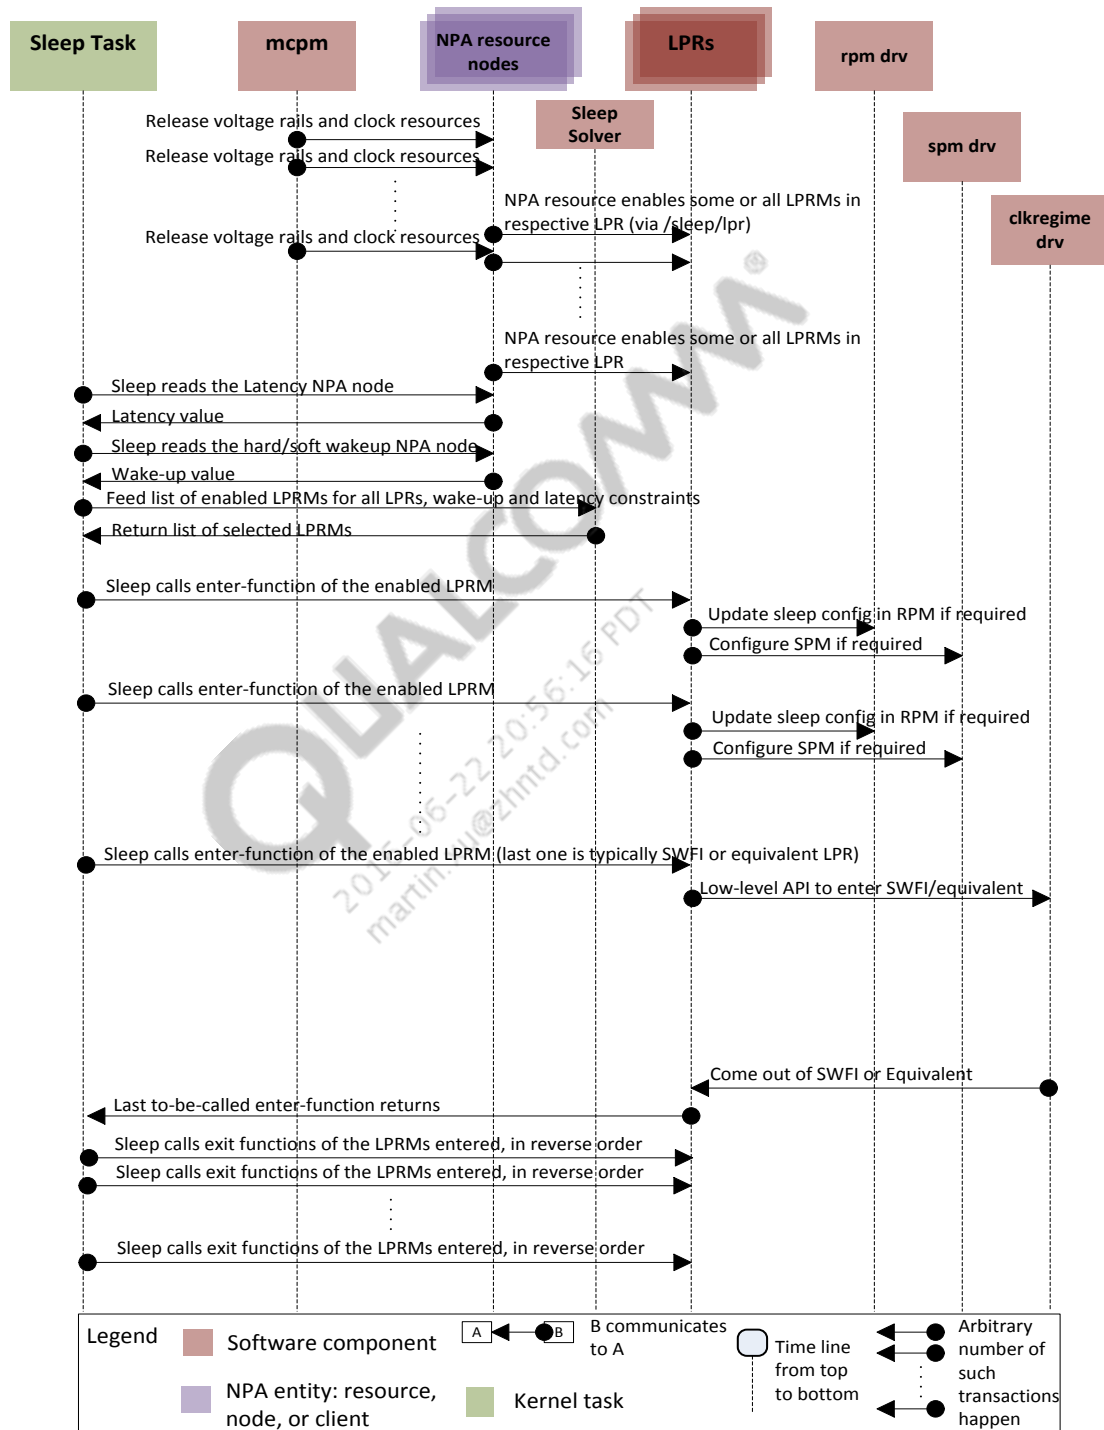 Sleep Task
mcpm
NPA resource
nodes
LPRs
rpm drv
Sleep
Solver
spm drv
clkregime
drv
Release voltage rails and clock resources
Release voltage rails and clock resources
NPA resource enables some or all LPRMs in
respective LPR (via /sleep/lpr)
Release voltage rails and clock resources
NPA resource enables some or all LPRMs in
respective LPR
Sleep reads the Latency NPA node
Latency value
Sleep reads the hard/soft wakeup NPA node
Wake-up value
Feed list of enabled LPRMs for all LPRs, wake-up and latency constraints
Return list of selected LPRMs
Sleep calls enter-function of the enabled LPRM
Update sleep config in RPM if required
Configure SPM if required
Sleep calls enter-function of the enabled LPRM
Update sleep config in RPM if required
Configure SPM if required
Sleep calls enter-function of the enabled LPRM (last one is typically SWFI or equivalent LPR)
Low-level API to enter SWFI/equivalent
Come out of SWFI or Equivalent
Last to-be-called enter-function returns
Sleep calls exit functions of the LPRMs entered, in reverse order
Sleep calls exit functions of the LPRMs entered, in reverse order
Sleep calls exit functions of the LPRMs entered, in reverse order
QUALCOMM®
Legend
Software component
NPA entity: resource,
node, or client
A
B
B communicates
to A
Kernel task
Time line
from top
to bottom
Arbitrary
number of
such
transactions
happen